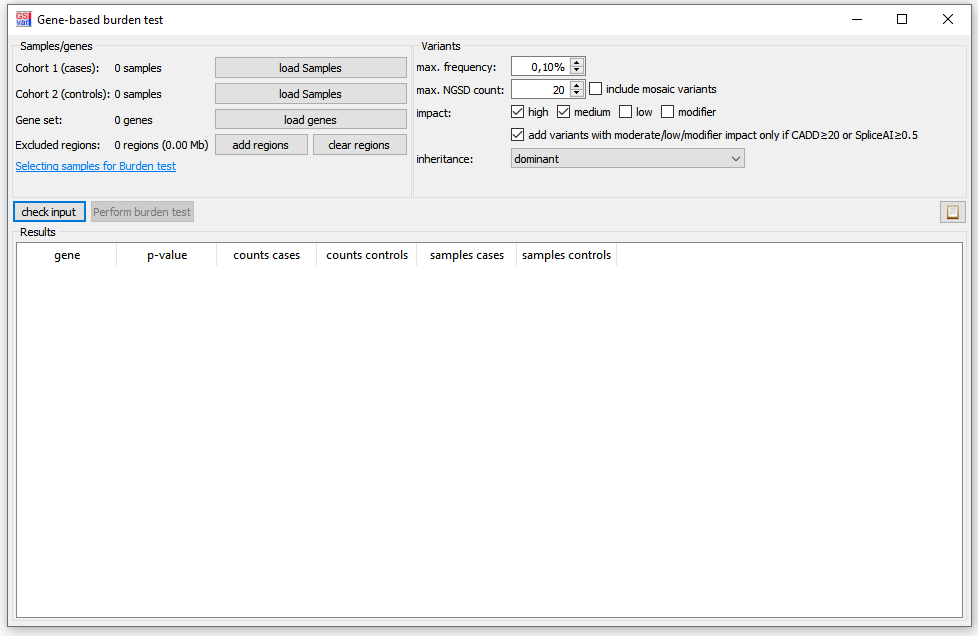 GSvar Gene-based burden test
Samples/genes
Cohort 1 (cases): 0 samples load Samples
Cohort 2 (controls): 0 samples load Samples
Gene set: 0 genes load genes
Excluded regions: 0 regions (0.00 Mb) add regions clear regions
Selecting samples for Burden test
Variants
max. frequency: 0,10%
max. NGSD count: 20 include mosaic variants
impact: high medium low modifier
add variants with moderate/low/modifier impact only if CADD≥20 or SpliceAI≥0.5
inheritance: dominant
check input Perform burden test
Results
gene p-value counts cases counts controls samples cases samples controls